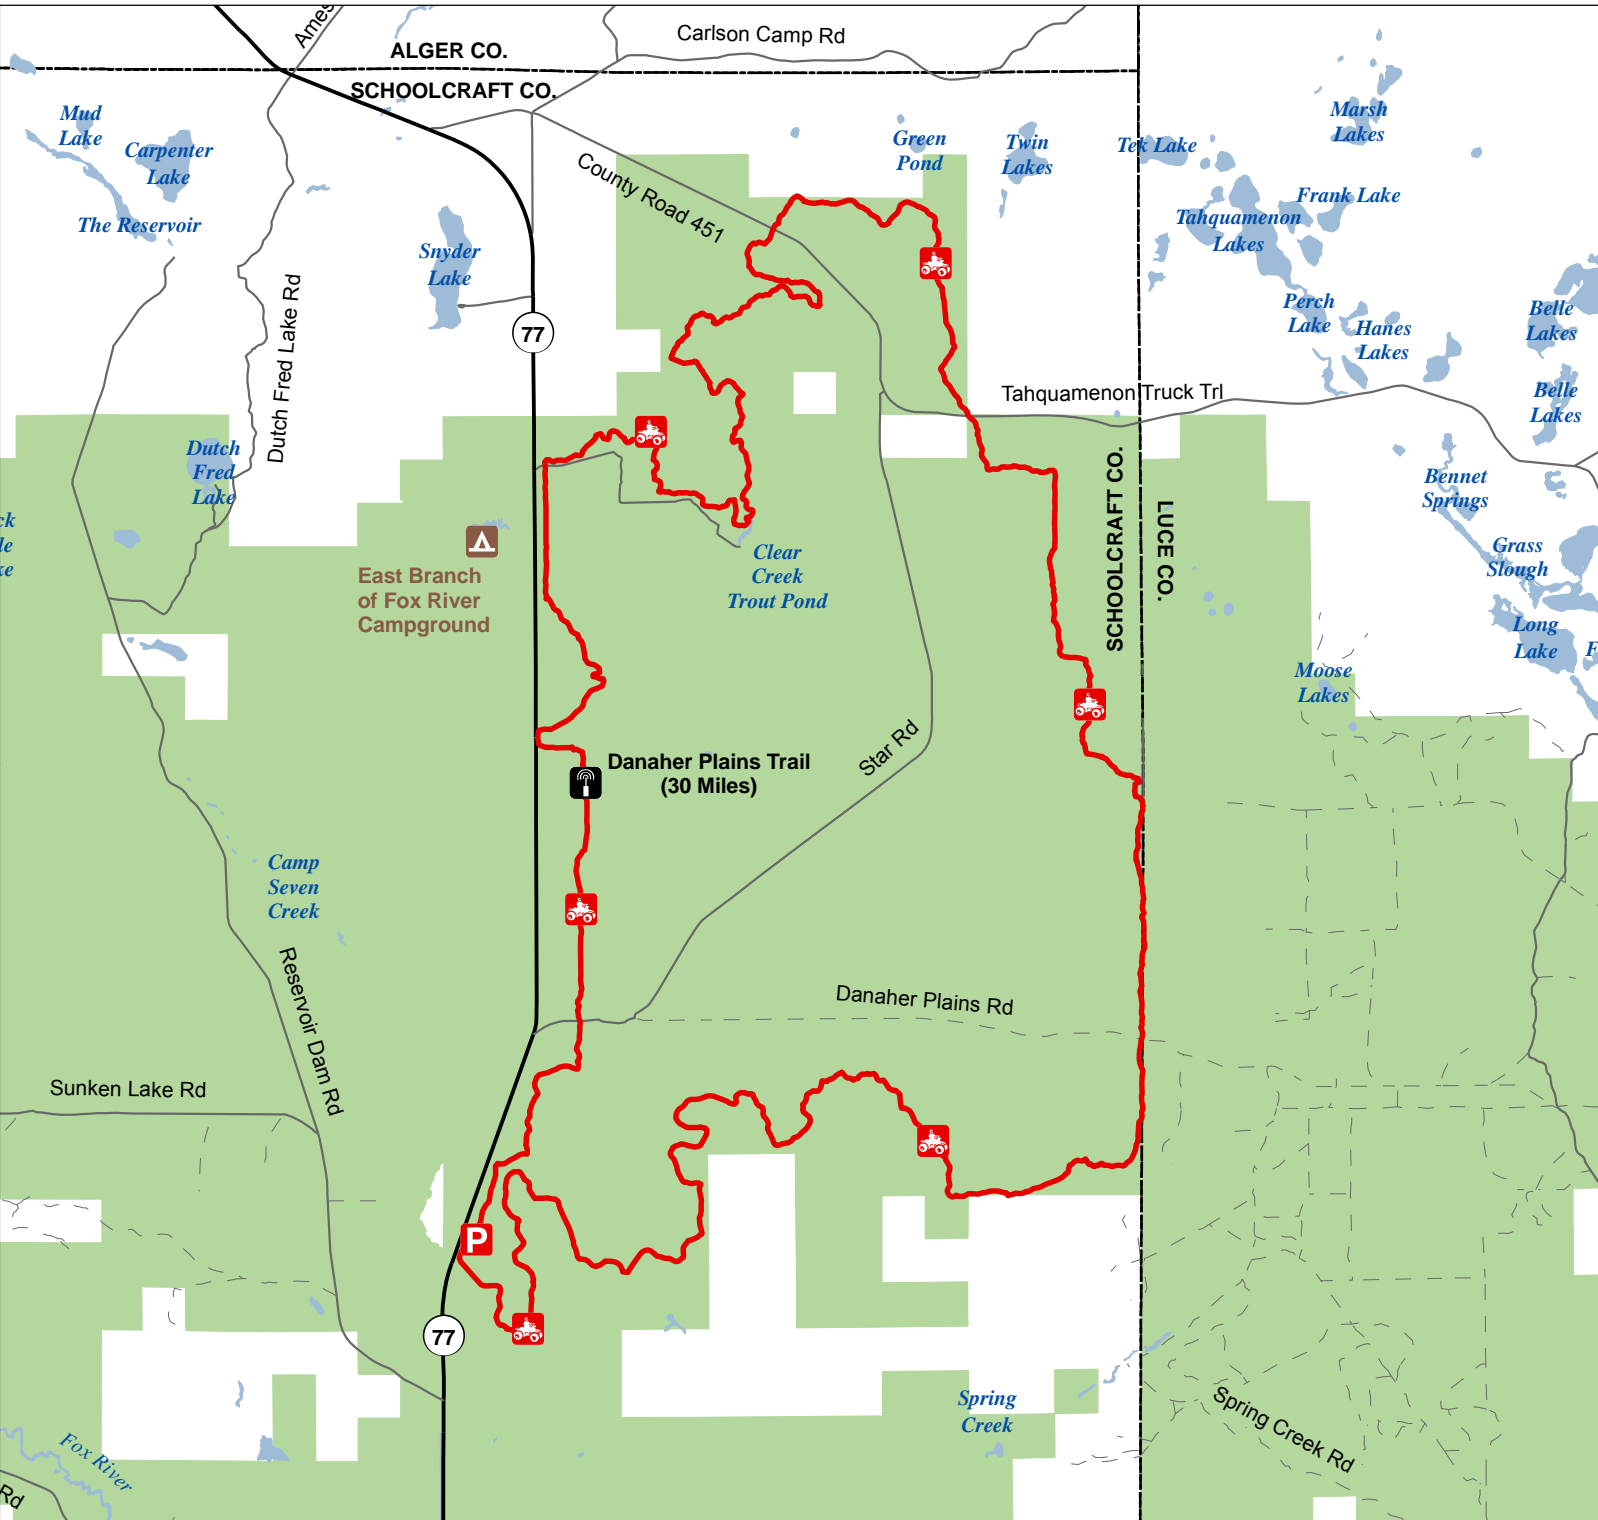 Ames
Carlson Camp Rd
ALGER CO.
SCHOOLCRAFT CO.
Mud
Lake
Carpenter
Lake
The Reservoir
Green
Pond
Twin
Lakes
Tek Lake
Marsh
Lakes
Frank Lake
Tahquamenon
Lakes
County Road 451
Snyder
Lake
Dutch Fred Lake Rd
77
Perch
Lake
Hanes
Lakes
Belle
Lakes
Belle
Lakes
Tahquamenon Truck Trl
Dutch
Fred
Lake
Bennet
Springs
SCHOOLCRAFT CO.
LUCE CO.
ck
le
ke
East Branch
of Fox River
Campground
Clear
Creek
Trout Pond
Grass
Slough
Long
Lake
F
Moose
Lakes
Star Rd
Danaher Plains Trail
(30 Miles)
Camp
Seven
Creek
Reservoir Dam Rd
Danaher Plains Rd
Sunken Lake Rd
P
77
Spring
Creek
Spring Creek Rd
Fox River
Rd